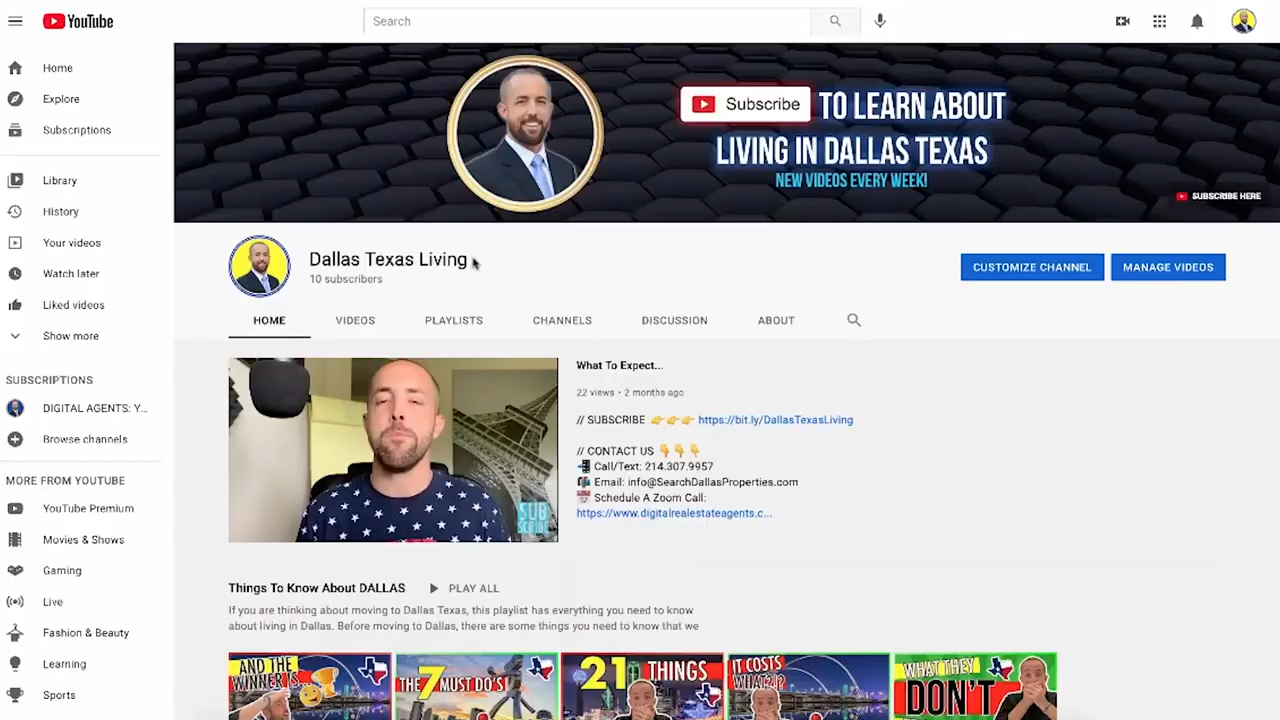 YouTube
Search
Home
Explore
Subscriptions
Library
History
Your videos
Watch later
Liked videos
Show more
SUBSCRIPTIONS
DIGITAL AGENTS: Y...
Browse channels
MORE FROM YOUTUBE
YouTube Premium
Movies & Shows
Gaming
Live
Fashion & Beauty
Learning
Sports
Subscribe TO LEARN ABOUT
LIVING IN DALLAS TEXAS
NEW VIDEOS EVERY WEEK!
SUBSCRIBE HERE
Dallas Texas Living
10 subscribers
CUSTOMIZE CHANNEL
MANAGE VIDEOS
HOME VIDEOS PLAYLISTS CHANNELS DISCUSSION ABOUT
SUB
SCRIBE
What To Expect...
22 views • 2 months ago
// SUBSCRIBE 👉👉👉 https://bit.ly/DallasTexasLiving
// CONTACT US 👇👇👇
📲 Call/Text: 214.307.9957
📬 Email: info@SearchDallasProperties.com
📅 Schedule A Zoom Call:
https://www.digitalrealestateagents.c...
Things To Know About DALLAS PLAY ALL
If you are thinking about moving to Dallas Texas, this playlist has everything you need to know
about living in Dallas. Before moving to Dallas, there are some things you need to know that we
AND THE
WINNER IS
THE 7 MUST DO'S
21 THINGS
IT COSTS
WHAT?!?
WHAT THEY
DON'T